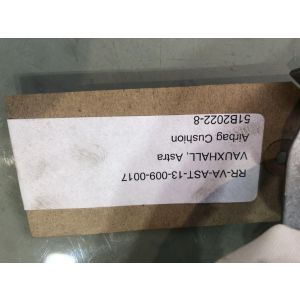 RR-VA-AST-13-009-0017
VAUXHALL, Astra
Airbag Cushion
51B2022-8